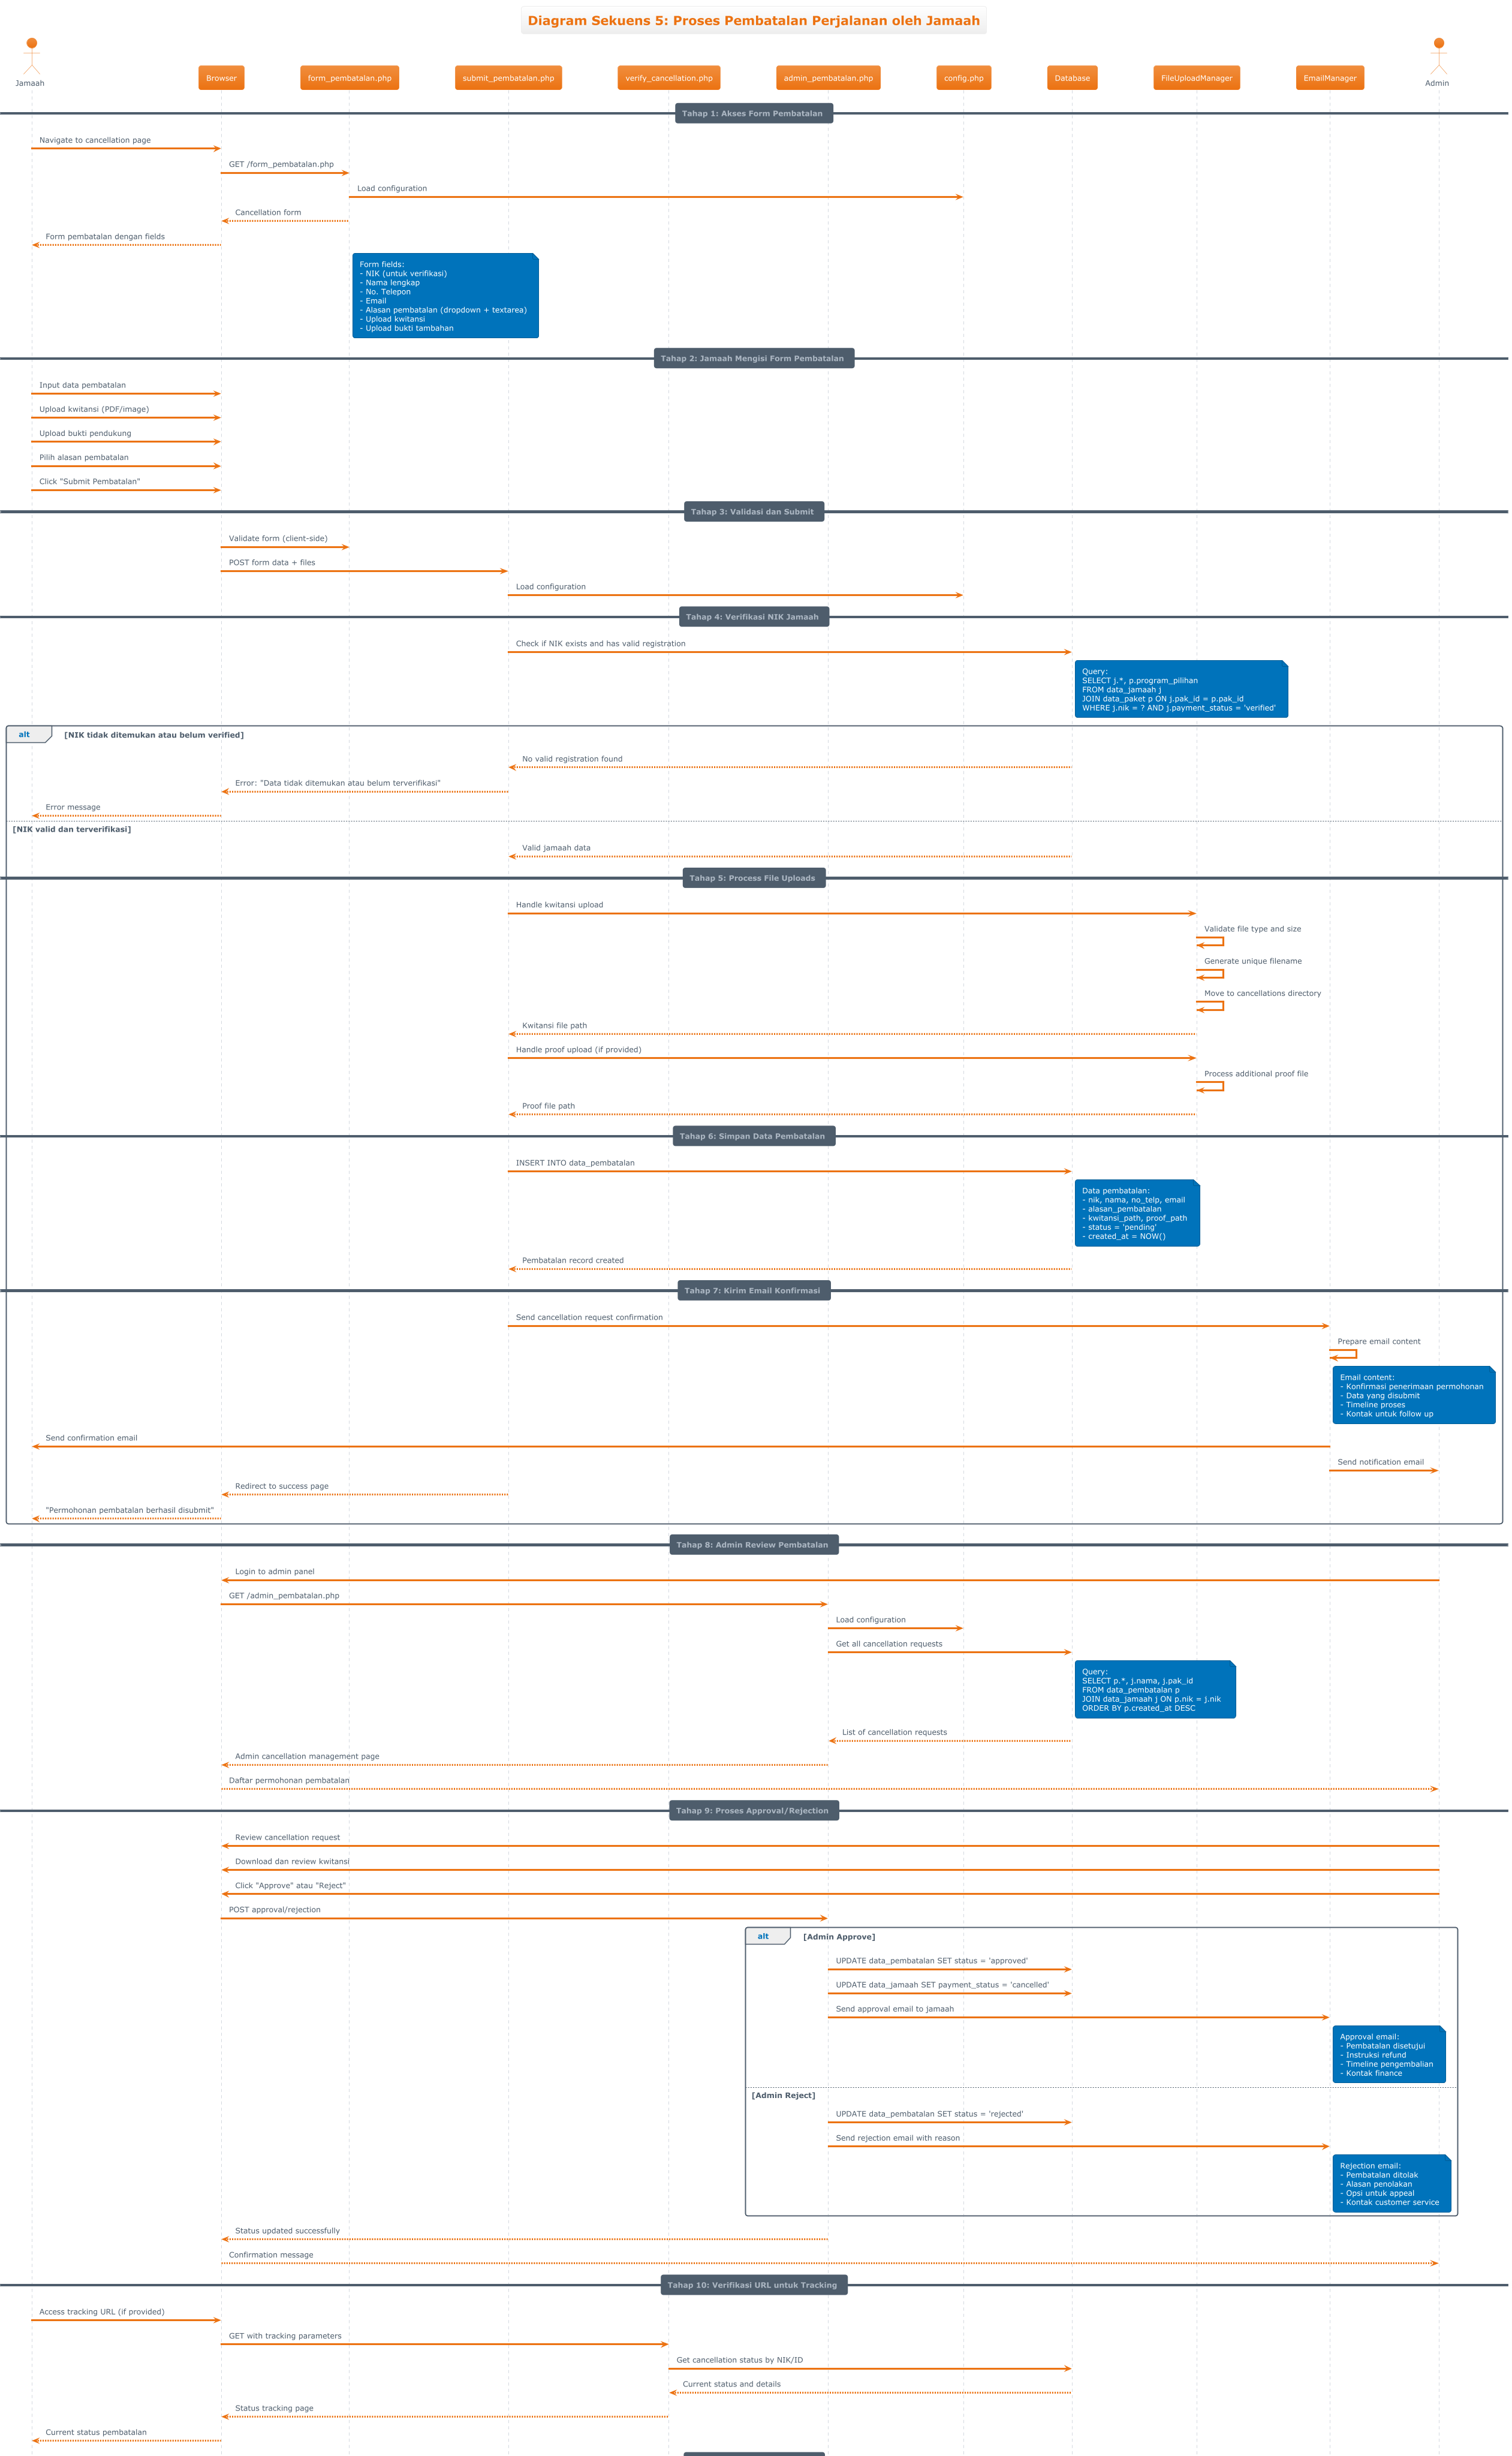 Diagram Sekuens 5: Proses Pembatalan Perjalanan oleh Jamaah
Jamaah
Browser
form_pembatalan.php
submit_pembatalan.php
verify_cancellation.php
admin_pembatalan.php
config.php
Database
FileUploadManager
EmailManager
Admin
Tahap 1: Akses Form Pembatalan
Navigate to cancellation page
GET /form_pembatalan.php
Load configuration
Cancellation form
Form pembatalan dengan fields
Form fields:
- NIK (untuk verifikasi)
- Nama lengkap
- No. Telepon
- Email
- Alasan pembatalan (dropdown + textarea)
- Upload kwitansi
- Upload bukti tambahan
Tahap 2: Jamaah Mengisi Form Pembatalan
Input data pembatalan
Upload kwitansi (PDF/image)
Upload bukti pendukung
Pilih alasan pembatalan
Click "Submit Pembatalan"
Tahap 3: Validasi dan Submit
Validate form (client-side)
POST form data + files
Load configuration
Tahap 4: Verifikasi NIK Jamaah
Check if NIK exists and has valid registration
Query:
SELECT j.*, p.program_pilihan
FROM data_jamaah j
JOIN data_paket p ON j.pak_id = p.pak_id
WHERE j.nik = ? AND j.payment_status = 'verified'
alt
[NIK tidak ditemukan atau belum verified]
No valid registration found
Error: "Data tidak ditemukan atau belum terverifikasi"
Error message
[NIK valid dan terverifikasi]
Valid jamaah data
Tahap 5: Process File Uploads
Handle kwitansi upload
Validate file type and size
Generate unique filename
Move to cancellations directory
Kwitansi file path
Handle proof upload (if provided)
Process additional proof file
Proof file path
Tahap 6: Simpan Data Pembatalan
INSERT INTO data_pembatalan
Data pembatalan:
- nik, nama, no_telp, email
- alasan_pembatalan
- kwitansi_path, proof_path
- status = 'pending'
- created_at = NOW()
Pembatalan record created
Tahap 7: Kirim Email Konfirmasi
Send cancellation request confirmation
Prepare email content
Email content:
- Konfirmasi penerimaan permohonan
- Data yang disubmit
- Timeline proses
- Kontak untuk follow up
Send confirmation email
Send notification email
Redirect to success page
"Permohonan pembatalan berhasil disubmit"
Tahap 8: Admin Review Pembatalan
Login to admin panel
GET /admin_pembatalan.php
Load configuration
Get all cancellation requests
Query:
SELECT p.*, j.nama, j.pak_id
FROM data_pembatalan p
JOIN data_jamaah j ON p.nik = j.nik
ORDER BY p.created_at DESC
List of cancellation requests
Admin cancellation management page
Daftar permohonan pembatalan
Tahap 9: Proses Approval/Rejection
Review cancellation request
Download dan review kwitansi
Click "Approve" atau "Reject"
POST approval/rejection
alt
[Admin Approve]
UPDATE data_pembatalan SET status = 'approved'
UPDATE data_jamaah SET payment_status = 'cancelled'
Send approval email to jamaah
Approval email:
- Pembatalan disetujui
- Instruksi refund
- Timeline pengembalian
- Kontak finance
[Admin Reject]
UPDATE data_pembatalan SET status = 'rejected'
Send rejection email with reason
Rejection email:
- Pembatalan ditolak
- Alasan penolakan
- Opsi untuk appeal
- Kontak customer service
Status updated successfully
Confirmation message
Tahap 10: Verifikasi URL untuk Tracking
Access tracking URL (if provided)
GET with tracking parameters
Get cancellation status by NIK/ID
Current status and details
Status tracking page
Current status pembatalan